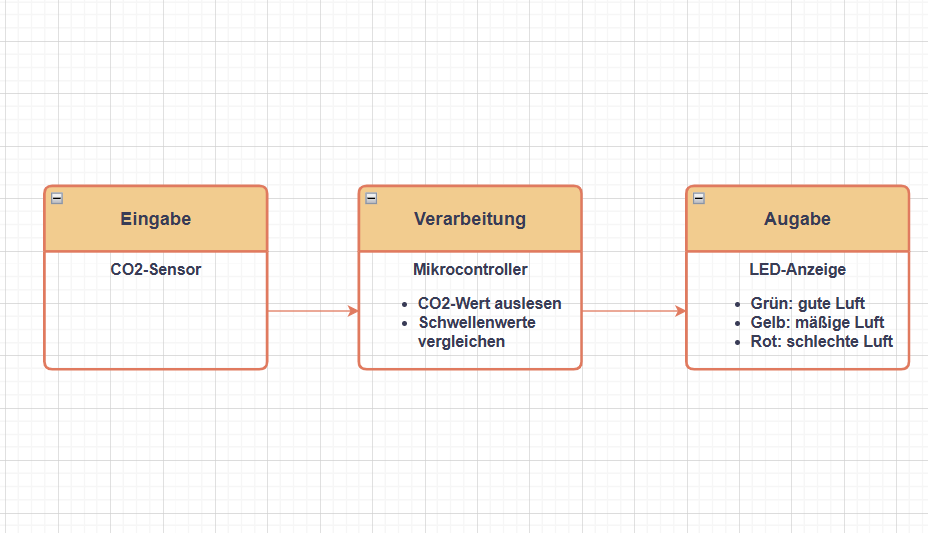 Eingabe
CO2-Sensor
Verarbeitung
Mikrocontroller
• CO2-Wert auslesen
• Schwellenwerte
vergleichen
Augabe
LED-Anzeige
• Grün: gute Luft
• Gelb: mäßige Luft
• Rot: schlechte Luft